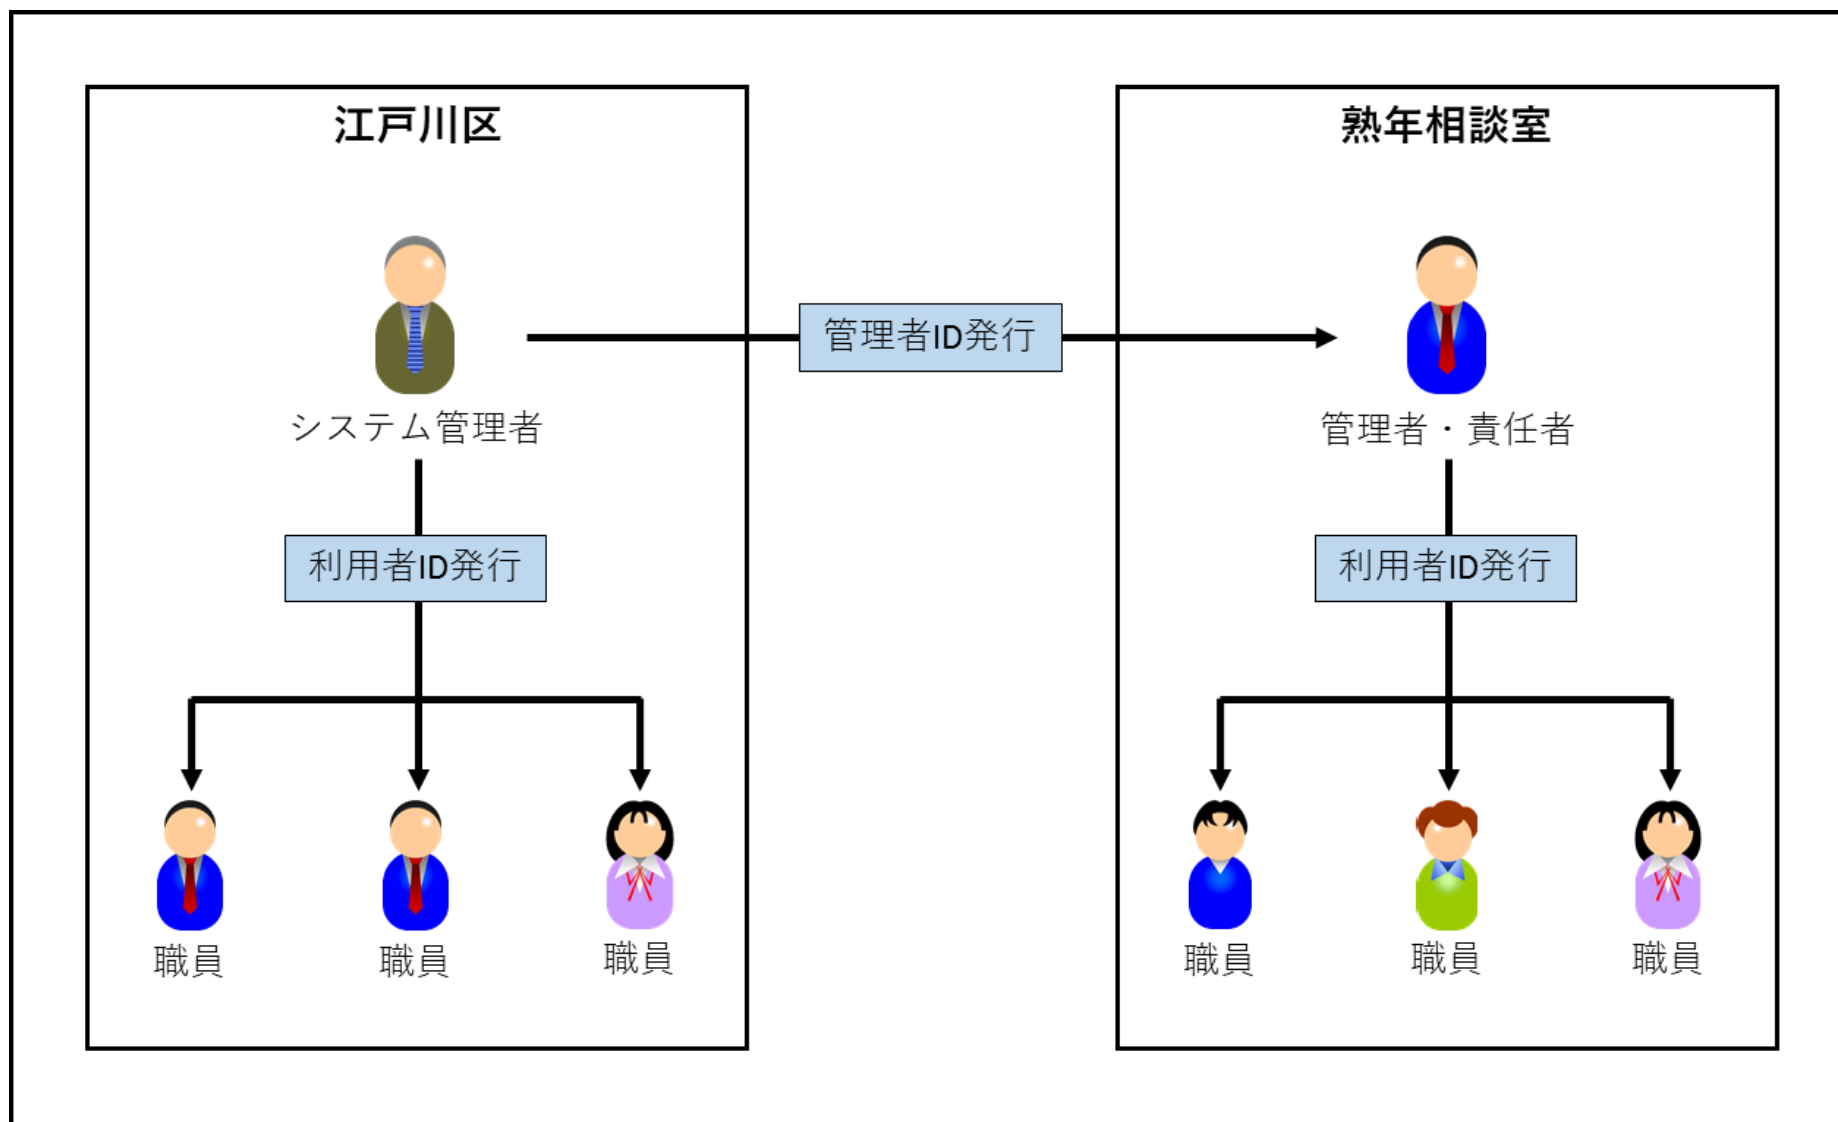 江戸川区
熟年相談室
管理者ID発行
システム管理者
管理者・責任者
利用者ID発行
利用者ID発行
職員
職員
職員
職員
職員
職員